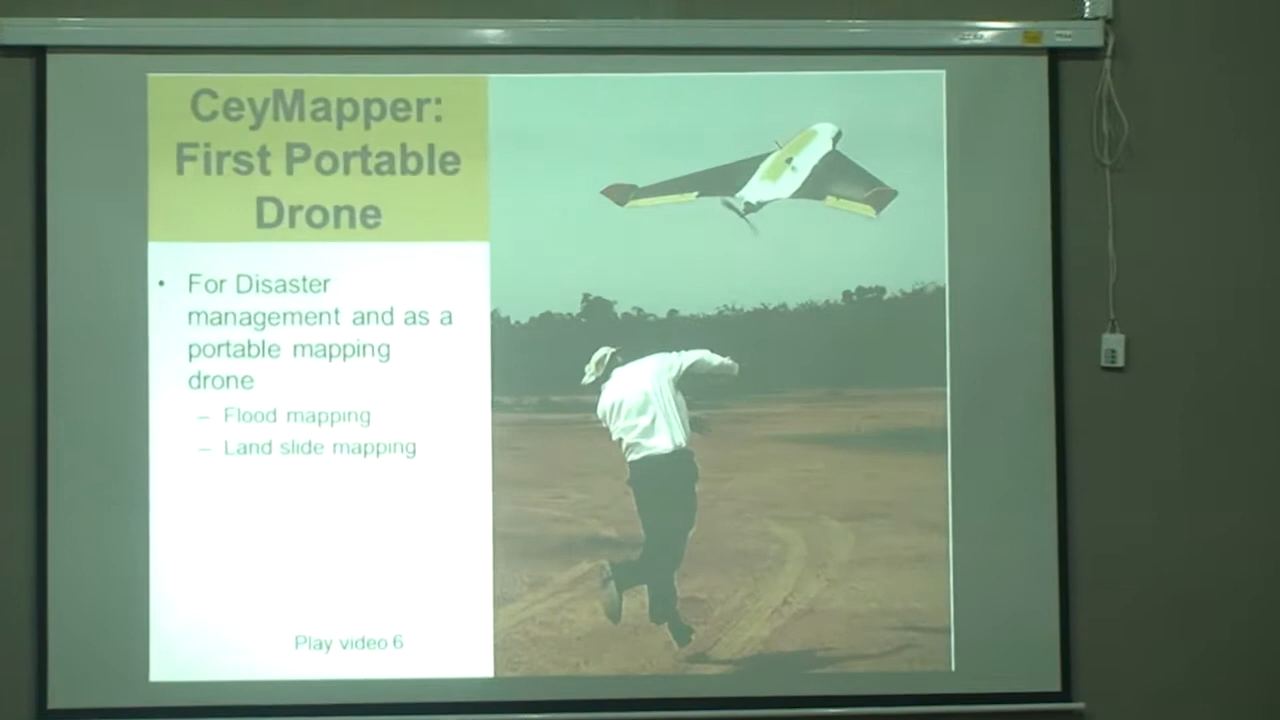 CeyMapper:
First Portable
Drone
• For Disaster
management and as a
portable mapping
drone
– Flood mapping
– Land slide mapping
Play video 6